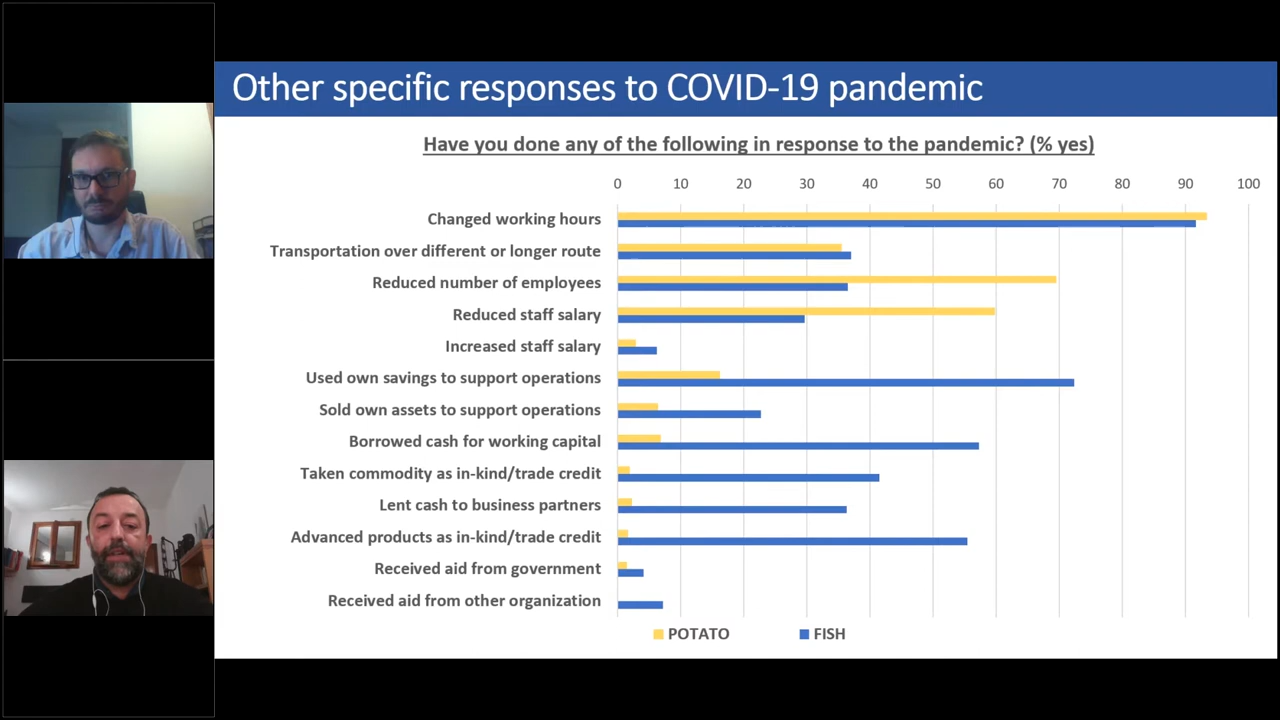 Other specific responses to COVID-19 pandemic
Have you done any of the following in response to the pandemic? (% yes)
0 10 20 30 40 50 60 70 80 90 100
Changed working hours
Transportation over different or longer route
Reduced number of employees
Reduced staff salary
Increased staff salary
Used own savings to support operations
Sold own assets to support operations
Borrowed cash for working capital
Taken commodity as in-kind/trade credit
Lent cash to business partners
Advanced products as in-kind/trade credit
Received aid from government
Received aid from other organization
POTATO FISH